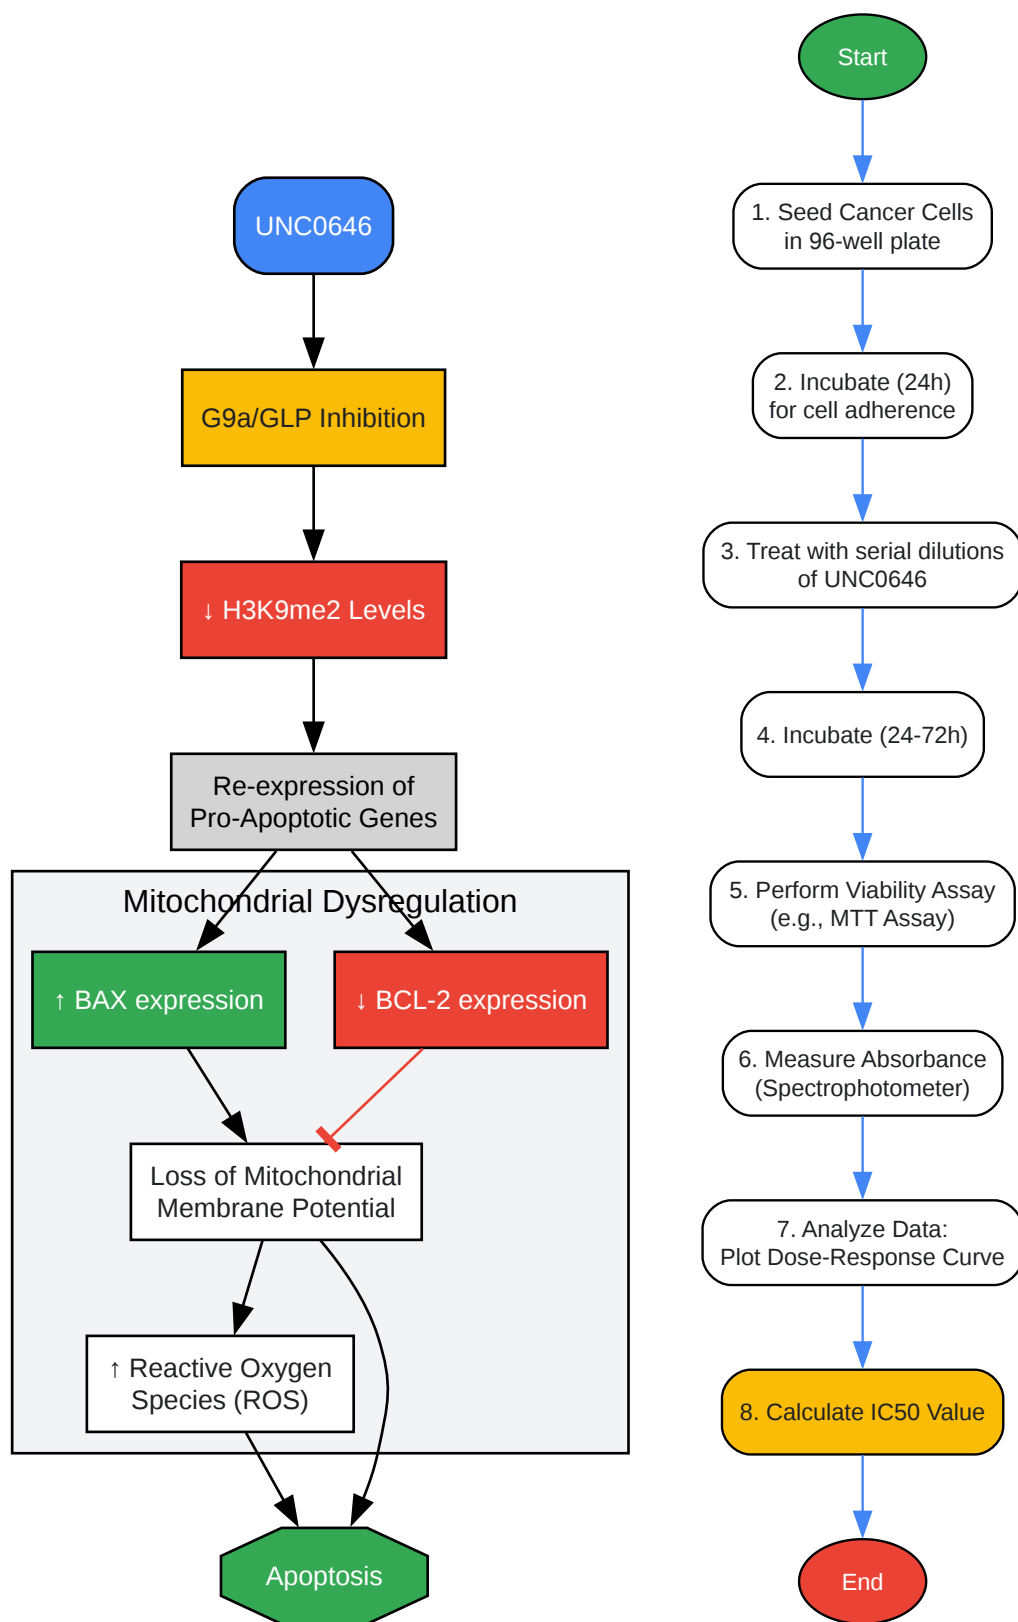 UNC0646
G9a/GLP Inhibition
↓ H3K9me2 Levels
Re-expression of
Pro-Apoptotic Genes
Mitochondrial Dysregulation
↑ BAX expression
↓ BCL-2 expression
Loss of Mitochondrial
Membrane Potential
↑ Reactive Oxygen
Species (ROS)
Apoptosis
Start
1. Seed Cancer Cells
in 96-well plate
2. Incubate (24h)
for cell adherence
3. Treat with serial dilutions
of UNC0646
4. Incubate (24-72h)
5. Perform Viability Assay
(e.g., MTT Assay)
6. Measure Absorbance
(Spectrophotometer)
7. Analyze Data:
Plot Dose-Response Curve
8. Calculate IC50 Value
End